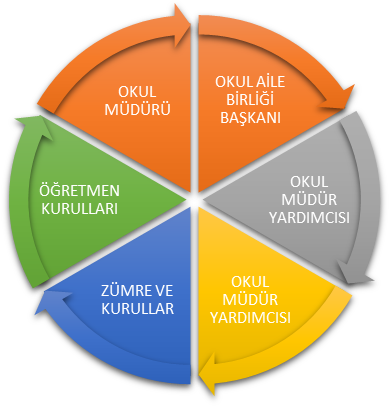 OKUL
MÜDÜRÜ
OKUL AİLE
BİRLİĞİ
BAŞKANI
OKUL
MÜDÜR
YARDIMCISI
OKUL
MÜDÜR
YARDIMCISI
ZÜMRE VE
KURULLAR
ÖĞRETMEN
KURULLARI